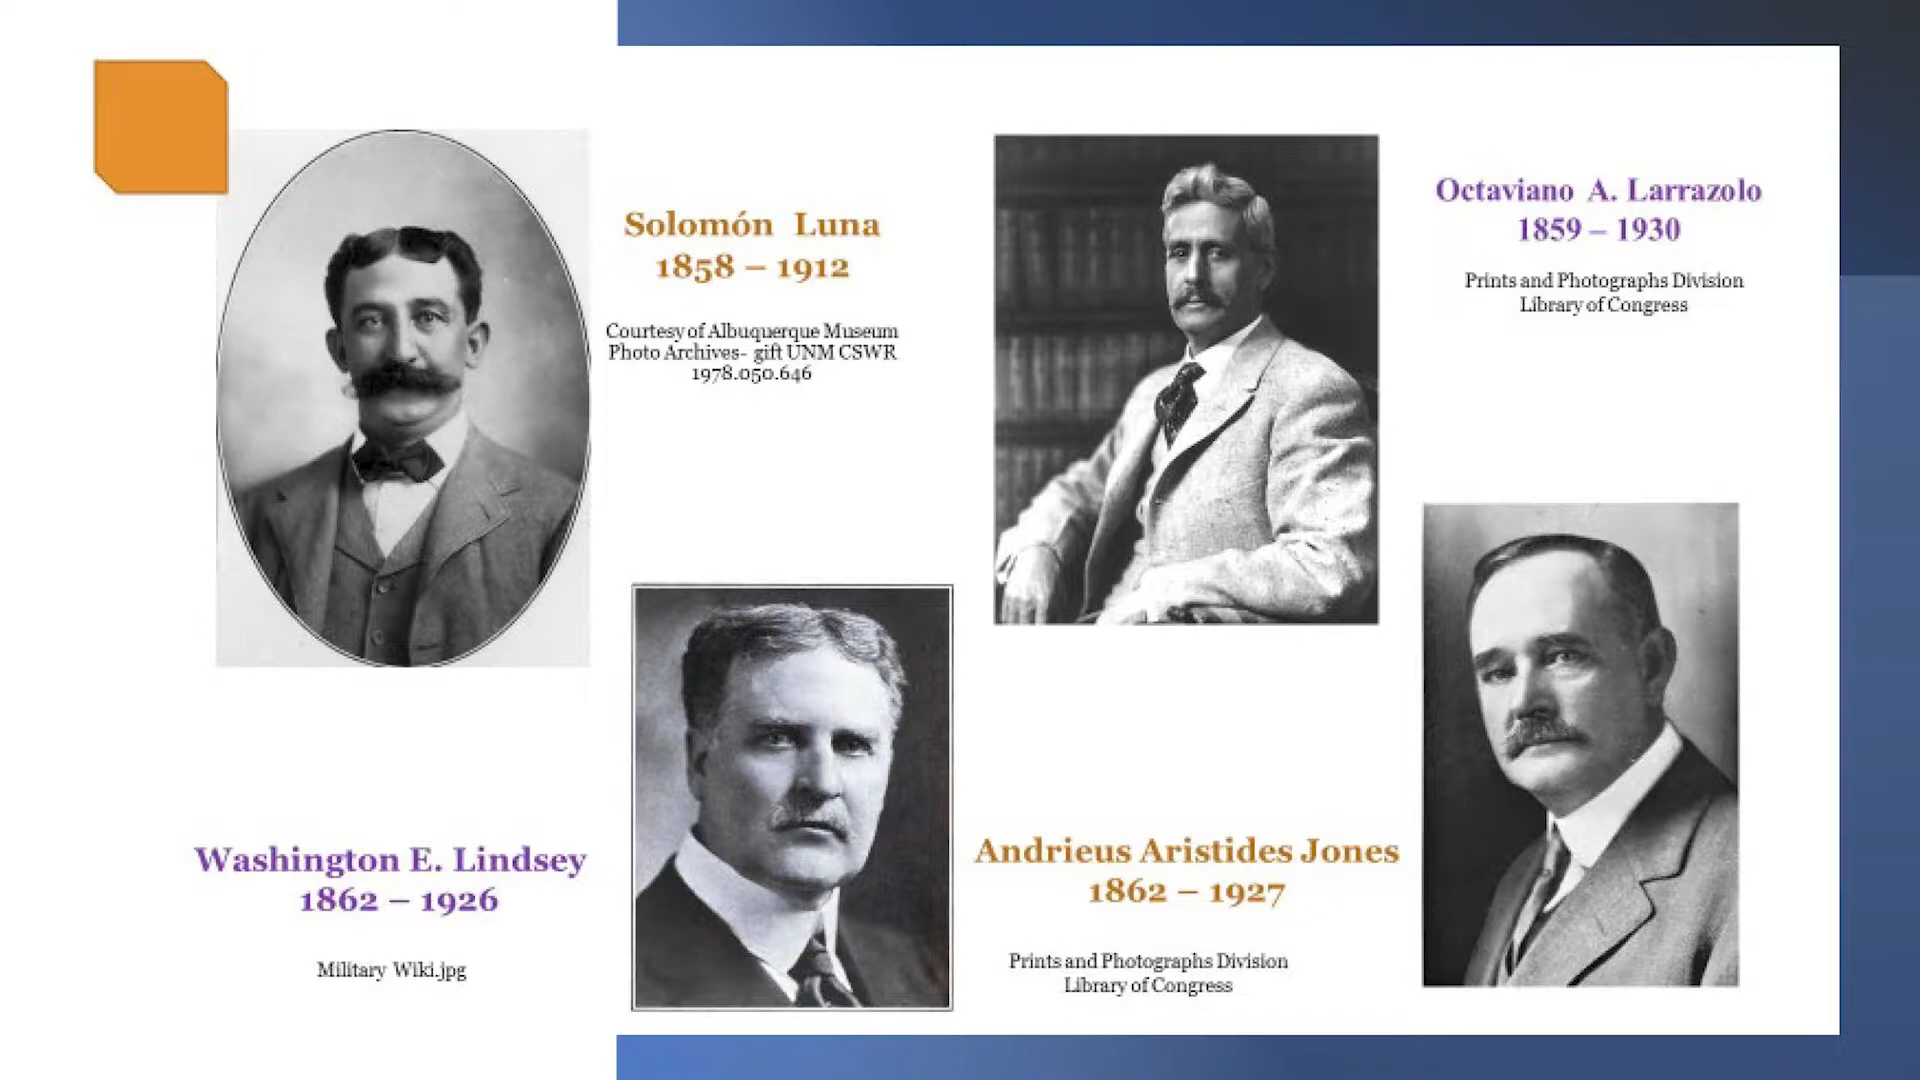 Solomón Luna
1858 – 1912
Courtesy of Albuquerque Museum
Photo Archives- gift UNM CSWR
1978.050.646
Octaviano A. Larrazolo
1859 – 1930
Prints and Photographs Division
Library of Congress
Washington E. Lindsey
1862 – 1926
Military Wiki.jpg
Andrieus Aristides Jones
1862 – 1927
Prints and Photographs Division
Library of Congress